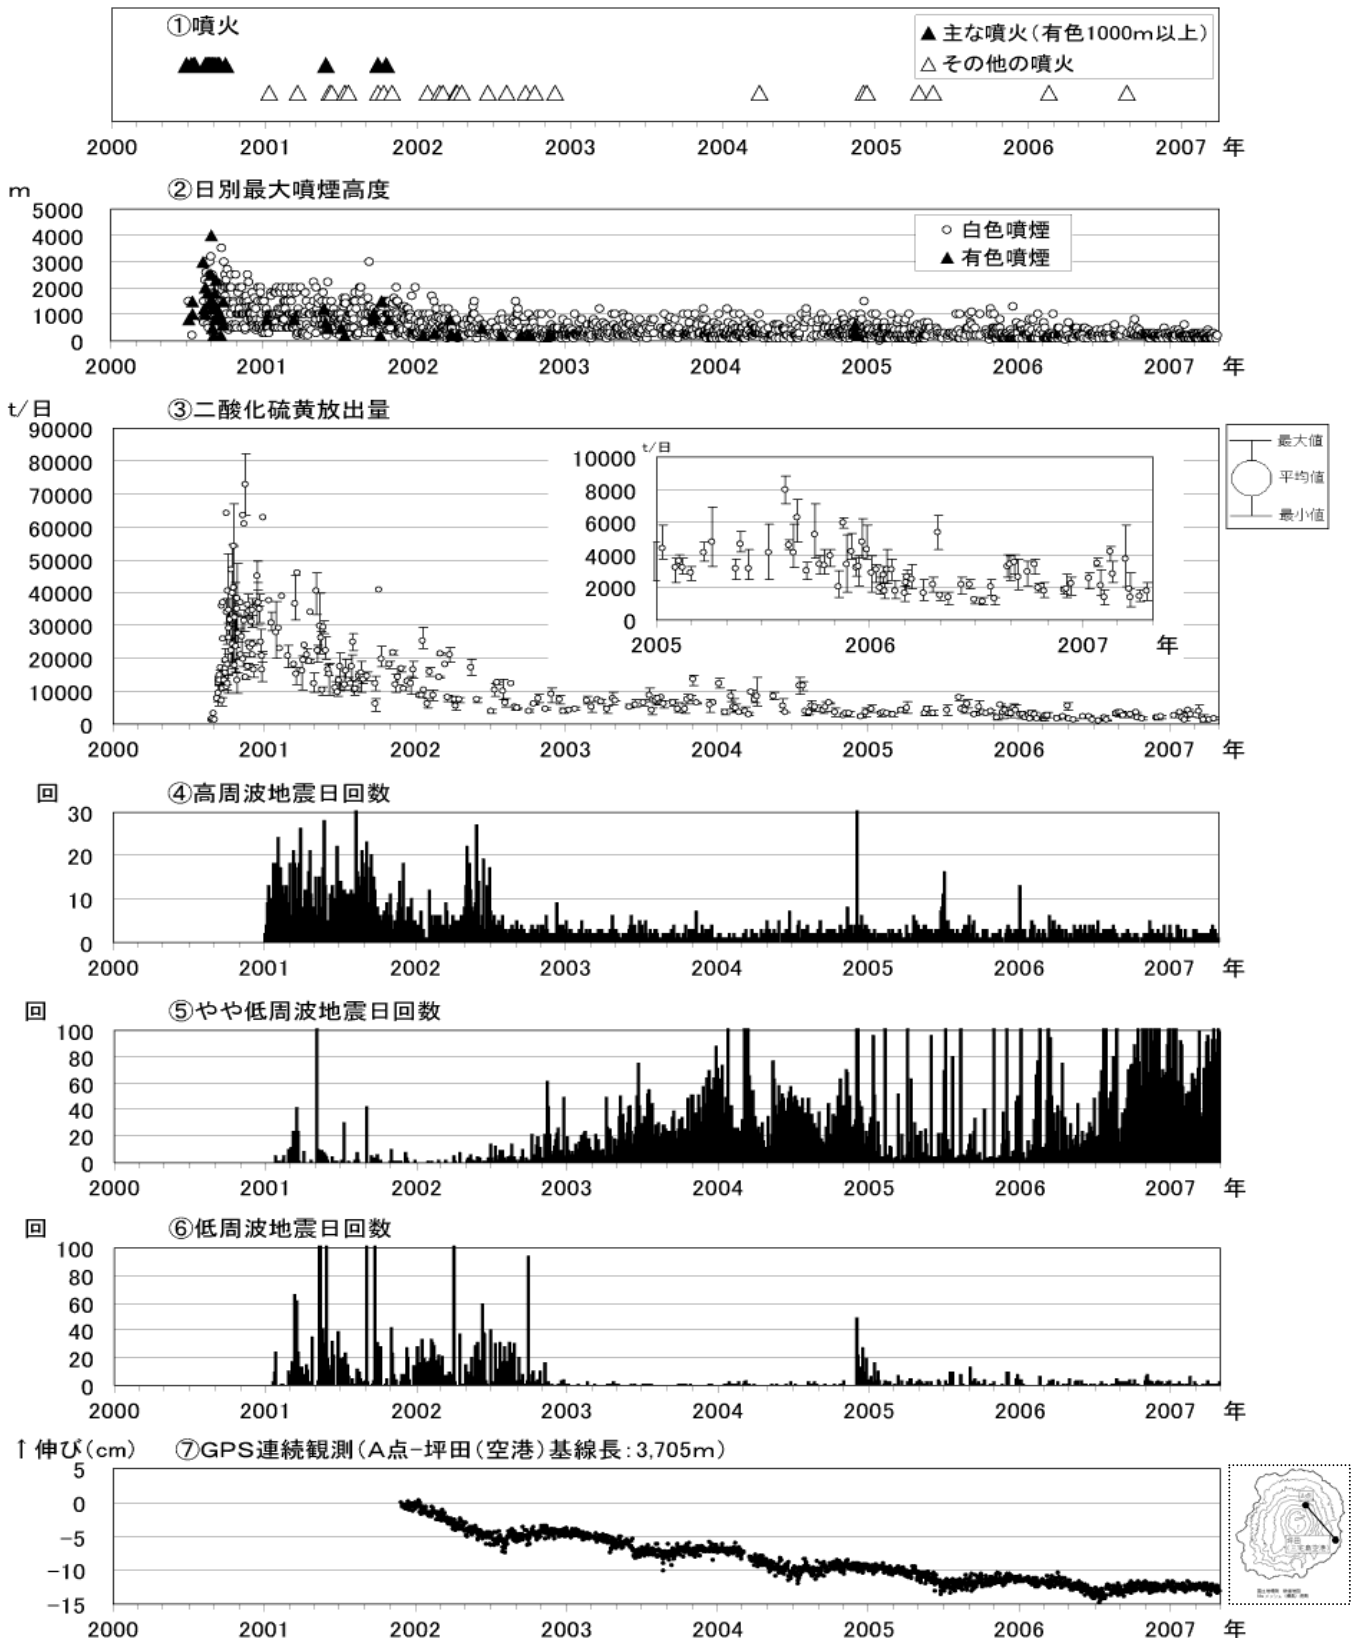 ①噴火
▲ 主な噴火(有色1000m以上)
△ その他の噴火
2000 2001 2002 2003 2004 2005 2006 2007 年
m ②日別最大噴煙高度
5000
4000
3000
2000
1000
0
○ 白色噴煙
▲ 有色噴煙
2000 2001 2002 2003 2004 2005 2006 2007 年
t/日 ③二酸化硫黄放出量
90000
80000
70000
60000
50000
40000
30000
20000
10000
0
t/日
10000
8000
6000
4000
2000
0
2005 2006 2007 年
最大値
平均値
最小値
2000 2001 2002 2003 2004 2005 2006 2007 年
回 ④高周波地震日回数
30
20
10
0
2000 2001 2002 2003 2004 2005 2006 2007 年
回 ⑤やや低周波地震日回数
100
80
60
40
20
0
2000 2001 2002 2003 2004 2005 2006 2007 年
回 ⑥低周波地震日回数
100
80
60
40
20
0
2000 2001 2002 2003 2004 2005 2006 2007 年
↑伸び(cm) ⑦GPS連続観測(A点−坪田(空港)基線長:3,705m)
5
0
−5
−10
−15
2000 2001 2002 2003 2004 2005 2006 2007 年